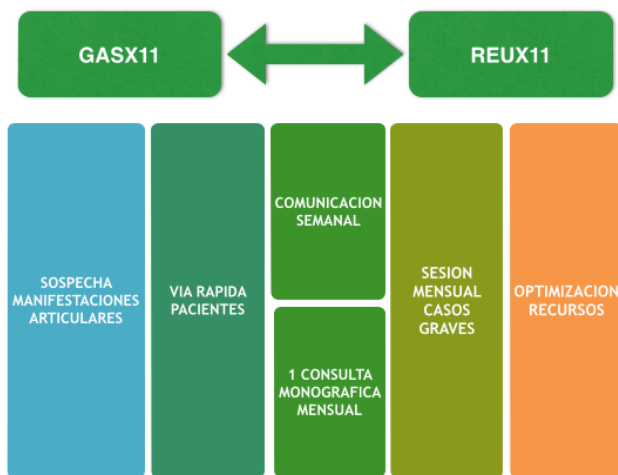 GASX11
REUX11
SOSPECHA
MANIFESTACIONES
ARTICULARES
VIA RAPIDA
PACIENTES
COMUNICACION
SEMANAL
1 CONSULTA
MONOGRAFICA
MENSUAL
SESION
MENSUAL
CASOS
GRAVES
OPTIMIZACION
RECURSOS